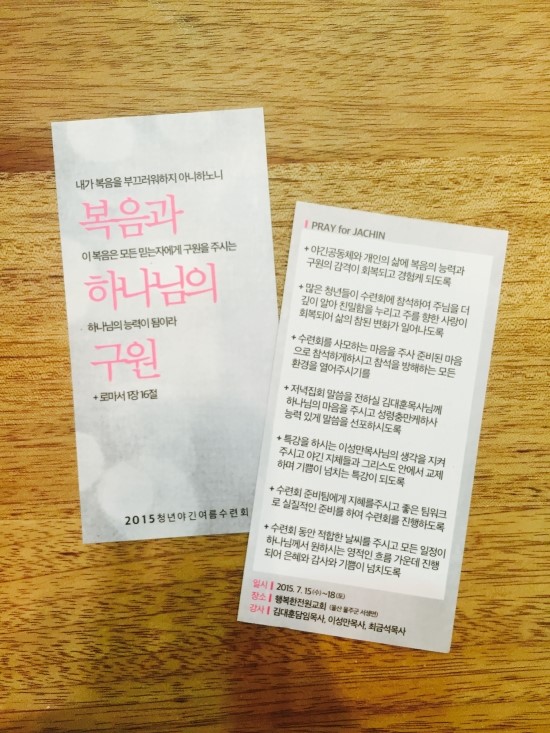 내가 복음을 부끄러워하지 아니하노니
복음과
이 복음은 모든 믿는자에게 구원을 주시는
하나님의
하나님의 능력이 됨이라
구원
+ 로마서 1장 16절
2015 청년야긴여름수련회
PRAY for JACHIN
+ 야긴공동체와 개인의 삶에 복음의 능력과
구원의 감격이 회복되고 경험케 되도록
+ 많은 청년들이 수련회에 참석하여 주님을 더
깊이 알아 친밀함을 누리고 주를 향한 사랑이
회복되어 삶의 참된 변화가 일어나도록
+ 수련회를 사모하는 마음을 주사 준비된 마음
으로 참석하게하시고 참석을 방해하는 모든
환경을 열어주시기를
+ 저녁집회 말씀을 전하실 김대훈목사님께
하나님의 마음을 주시고 성령충만케하사
능력 있게 말씀을 선포하시도록
+ 특강을 하시는 이성만목사님의 생각을 지켜
주시고 야긴 지체들과 그리스도 안에서 교제
하며 기쁨이 넘치는 특강이 되도록
+ 수련회 준비팀에게 지혜를주시고 좋은 팀워크
로 실질적인 준비를 하여 수련회를 진행하도록
+ 수련회 동안 적합한 날씨를 주시고 모든 일정이
하나님께서 원하시는 영적인 흐름 가운데 진행
되어 은혜와 감사와 기쁨이 넘치도록
일시 2015. 7. 15(수)~18(토)
장소 행복한전원교회 (울산 울주군 서생면)
강사 김대훈담임목사, 이성만목사, 최금석목사